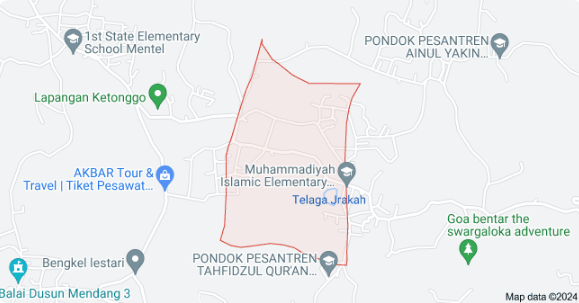 1st State Elementary
School Mentel
PONDOK PESANTREN
AINUL YAKIN...
Lapangan Ketonggo
AKBAR Tour &
Travel | Tiket Pesawat...
Muhammadiyah
Islamic Elementary...
Telaga Jrakah
Goa bentar the
swargaloka adventure
Bengkel lestari
PONDOK PESANTREN
TAHFIDZUL QUR'AN...
Balai Dusun Mendang 3
Map data ©2024